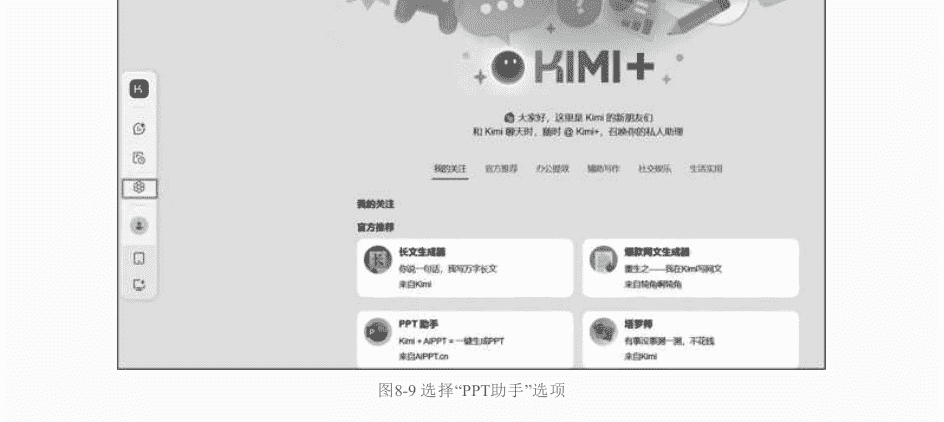 KIMI+
大家好，这里是 Kimi 的新朋友们
和 Kimi 聊天时，随时 @ Kimi+，召唤你的私人助理
我的关注 官方推荐 办公提效 辅助写作 社交娱乐 生活实用
我的关注
官方推荐
长文生成器
你说一句话，我写万字长文
来自Kimi
爆款网文生成器
重生之——我在Kimi写网文
来自犄角啊犄角
PPT 助手
Kimi + AiPPT = 一键生成PPT
来自AiPPT.cn
塔罗师
有事没事测一测，不花钱
来自Kimi
图8-9 选择“PPT助手”选项